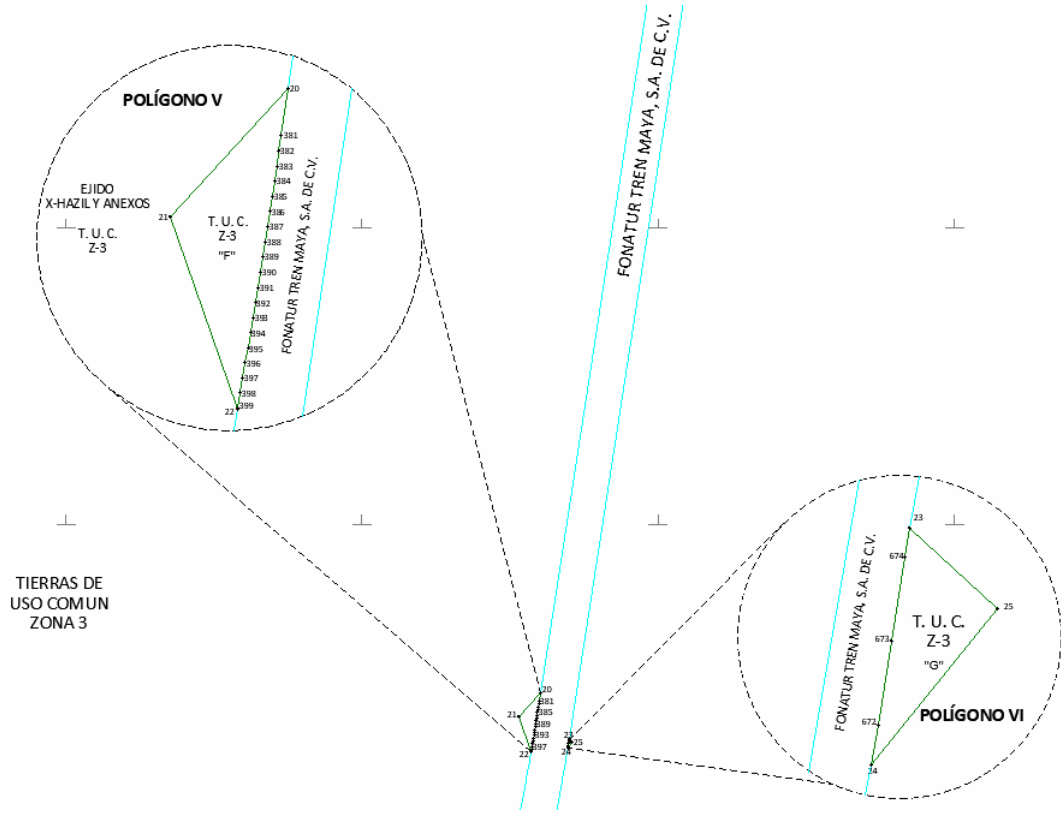 FONATUR TREN MAYA, S.A. DE C.V.
POLÍGONO V
20
381
382
383
384
385
386
387
388
389
390
391
392
393
394
395
396
397
398
399
22
21
EJIDO
X-HAZIL Y ANEXOS
T. U. C.
Z-3
T. U. C.
Z-3
"F"
FONATUR TREN MAYA, S.A. DE C.V.
TIERRAS DE
USO COMUN
ZONA 3
20
381
385
389
393
397
21
22
23
25
24
23
674
673
672
24
25
FONATUR TREN MAYA, S.A. DE C.V.
T. U. C.
Z-3
"G"
POLÍGONO VI